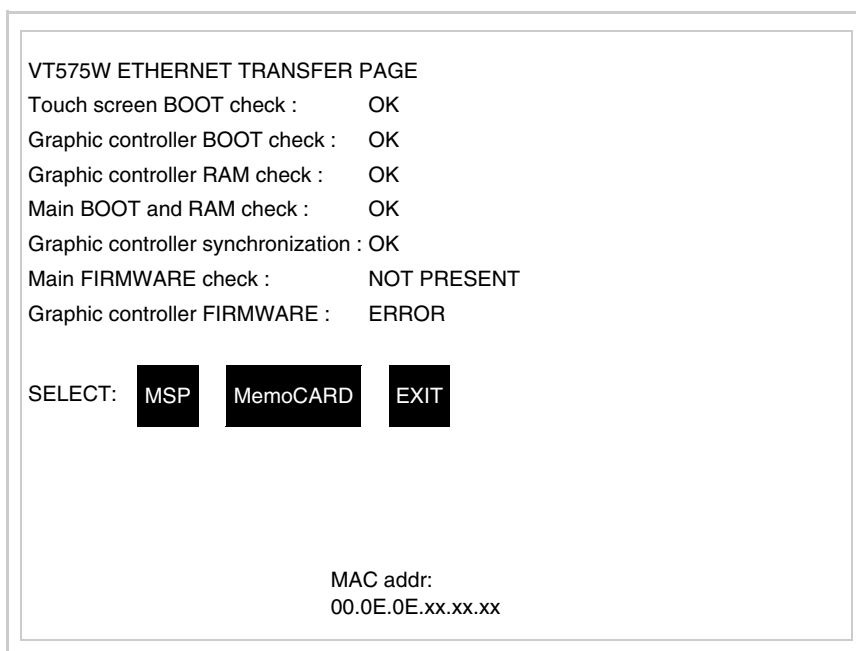 VT575W ETHERNET TRANSFER PAGE
Touch screen BOOT check : OK
Graphic controller BOOT check : OK
Graphic controller RAM check : OK
Main BOOT and RAM check : OK
Graphic controller synchronization : OK
Main FIRMWARE check : NOT PRESENT
Graphic controller FIRMWARE : ERROR
SELECT: MSP MemoCARD EXIT
MAC addr:
00.0E.0E.xx.xx.xx